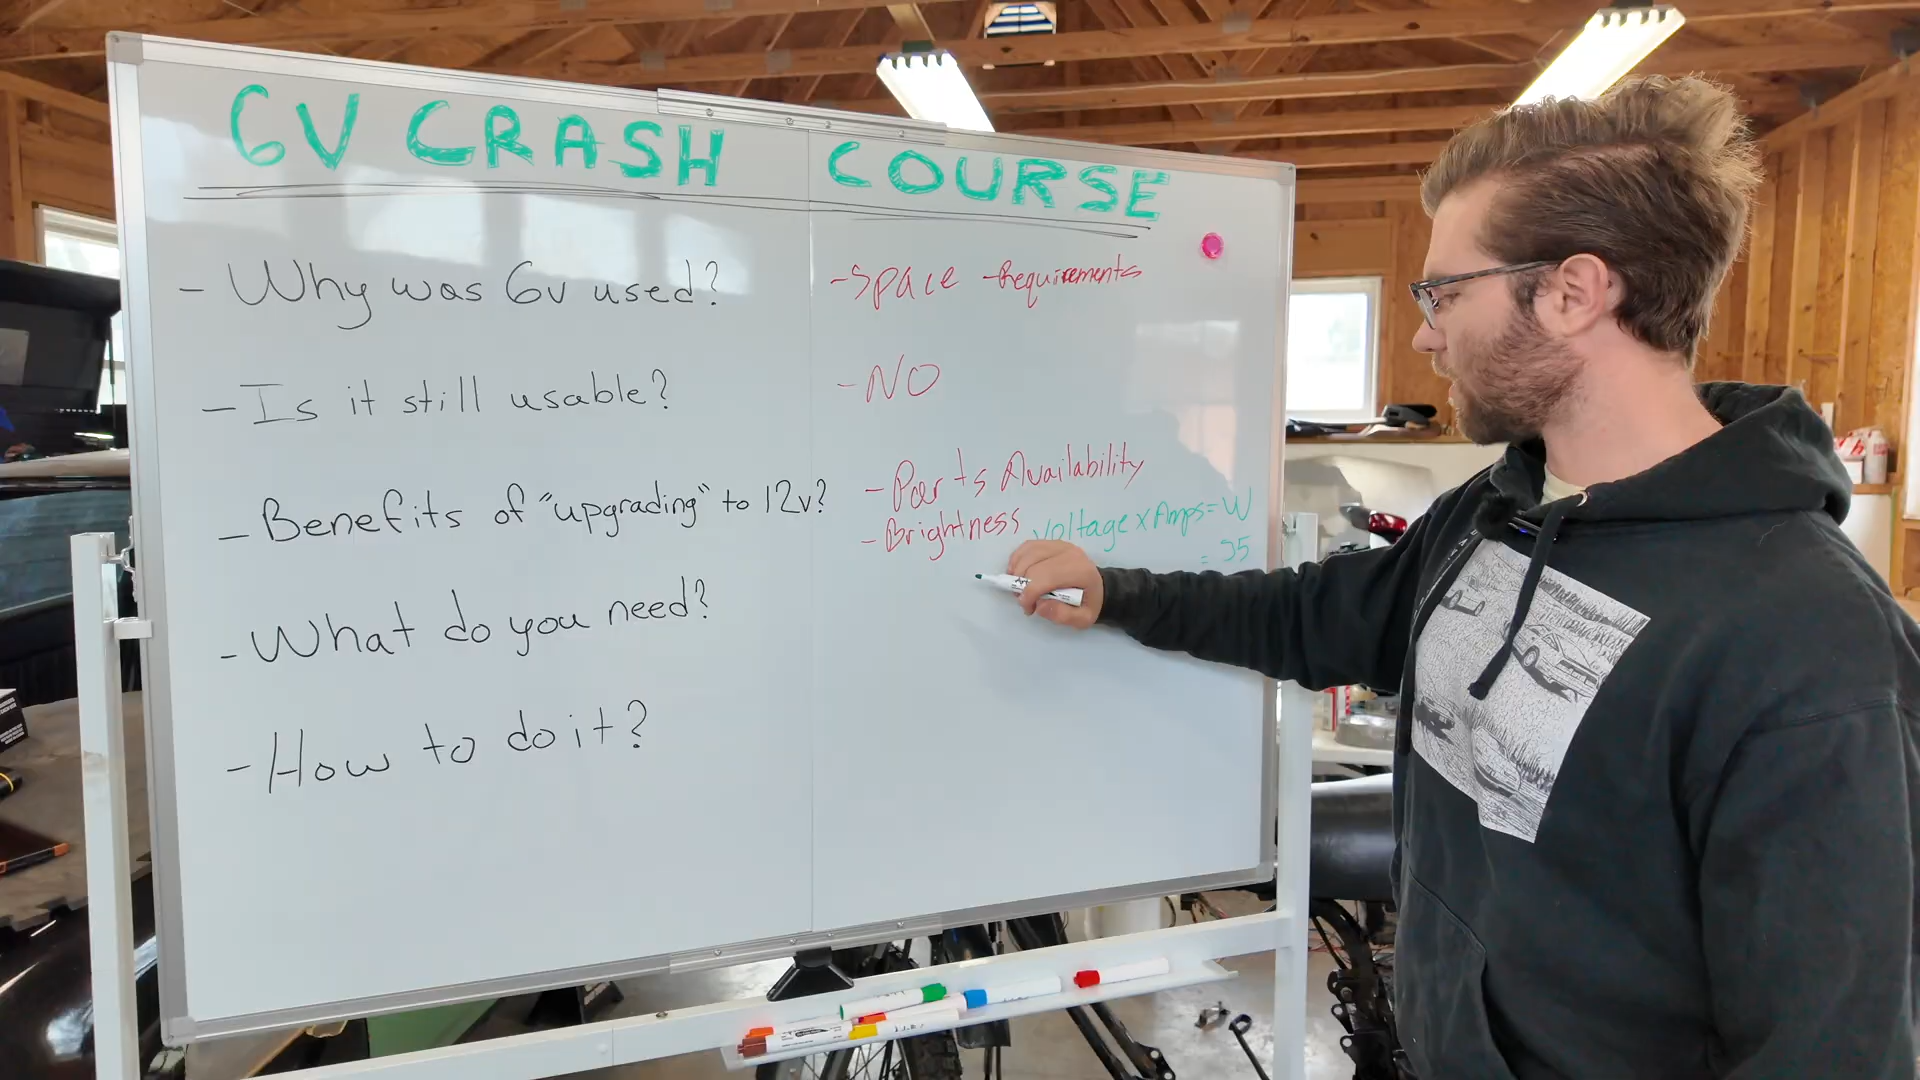 6V CRASH COURSE
- Why was 6v used?
- Space Requirements
- Is it still usable?
- NO
- Benefits of "upgrading" to 12v?
- Parts Availability
- Brightness
Voltage x Amps = W
= 35
- What do you need?
- How to do it?